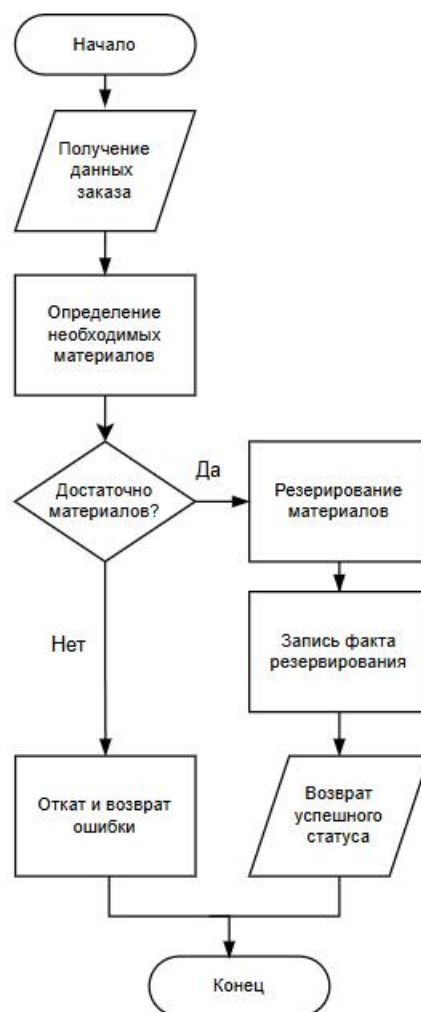 Начало
Получение
данных
заказа
Определение
необходимых
материалов
Достаточно
материалов?
Да
Резерирование
материалов
Запись факта
резервирования
Нет
Откат и возврат
ошибки
Возврат
успешного
статуса
Конец